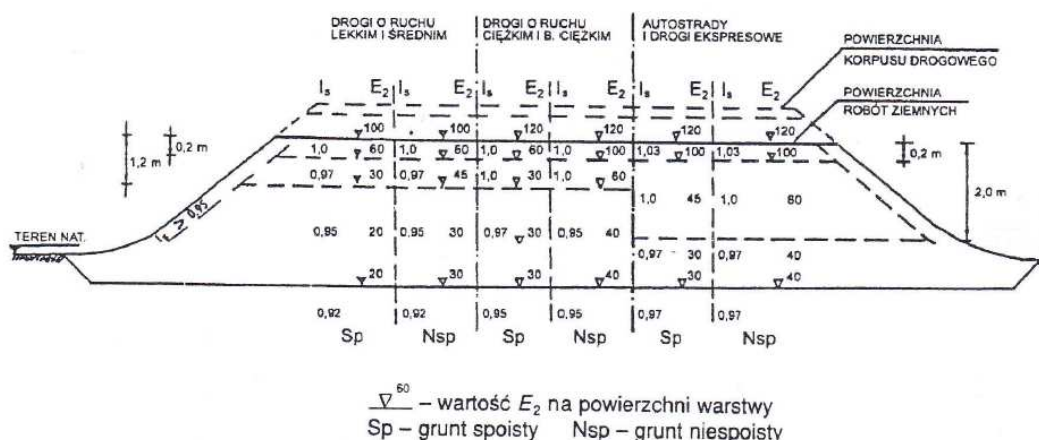 DROGI O RUCHU
LEKKIM I ŚREDNIM
DROGI O RUCHU
CIĘŻKIM I B. CIĘŻKIM
AUTOSTRADY
I DROGI EKSPRESOWE
POWIERZCHNIA
KORPUSU DROGOWEGO
POWIERZCHNIA
ROBÓT ZIEMNYCH
Is E2 Is E2 Is E2 Is E2 Is E2 Is E2
100 100 120 120 120 120
1,2 m 0,2 m 1,0 60 1,0 60 1,0 60 1,0 100 1,03 100 1,03 100 0,2 m
0,97 30 0,97 45 1,0 30 1,0 60
1,0 45 1,0 60 2,0 m
Is ≥ 0,95
TEREN NAT.
0,95 20 0,95 30 0,97 30 0,95 40
0,97 30 0,97 40
20 30 30 40 30 40
0,92 0,92 0,95 0,95 0,97 0,97
Sp Nsp Sp Nsp Sp Nsp
60 – wartość E2 na powierzchni warstwy
Sp – grunt spoisty Nsp – grunt niespoisty